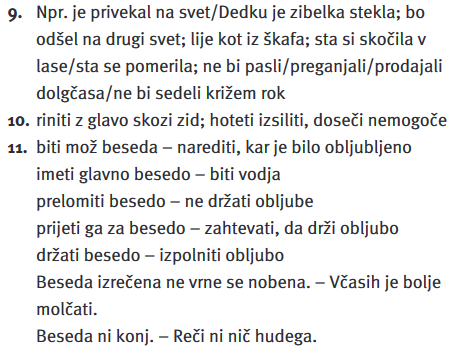 9. Npr. je privekal na svet/Dedku je zibelka stekla; bo
odšel na drugi svet; lije kot iz škafa; sta si skočila v
lase/sta se pomerila; ne bi pasli/preganjali/prodajali
dolgčasa/ne bi sedeli križem rok
10. riniti z glavo skozi zid; hoteti izsiliti, doseči nemogoče
11. biti mož beseda – narediti, kar je bilo obljubljeno
imeti glavno besedo – biti vodja
prelomiti besedo – ne držati obljube
prijeti ga za besedo – zahtevati, da drži obljubo
držati besedo – izpolniti obljubo
Beseda izrečena ne vrne se nobena. – Včasih je bolje
molčati.
Beseda ni konj. – Reči ni nič hudega.